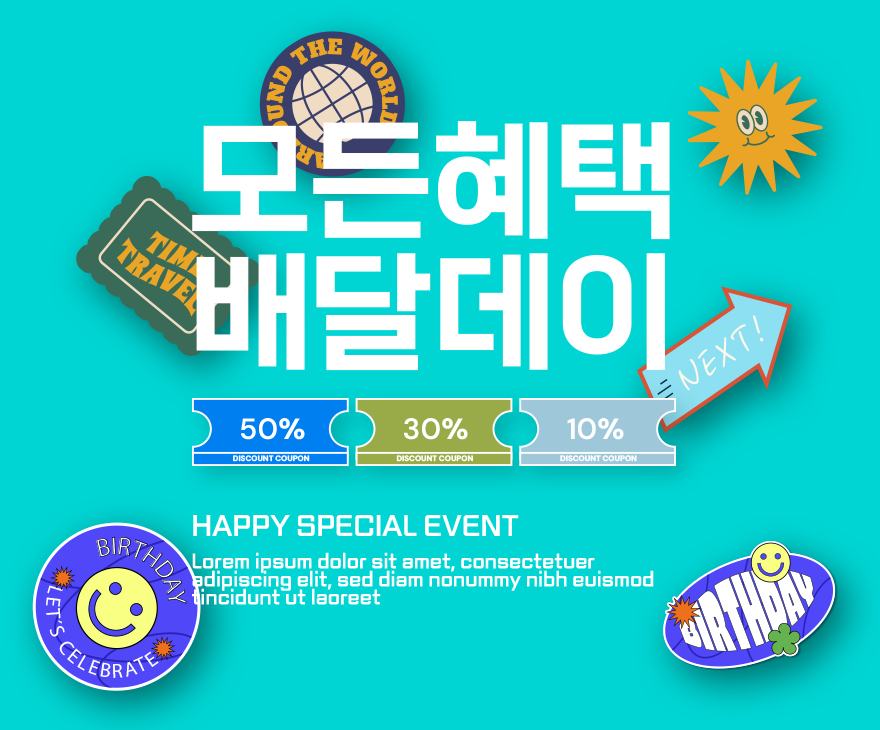 AROUND THE WORLD
모든혜택
TIME
TRAVEL
배달데이
NEXT!
50%
30%
10%
DISCOUNT COUPON
DISCOUNT COUPON
DISCOUNT COUPON
HAPPY SPECIAL EVENT
Lorem ipsum dolor sit amet, consectetuer
adipiscing elit, sed diam nonummy nibh euismod
tincidunt ut laoreet
BIRTHDAY
LET'S CELEBRATE
BIRTHDAY